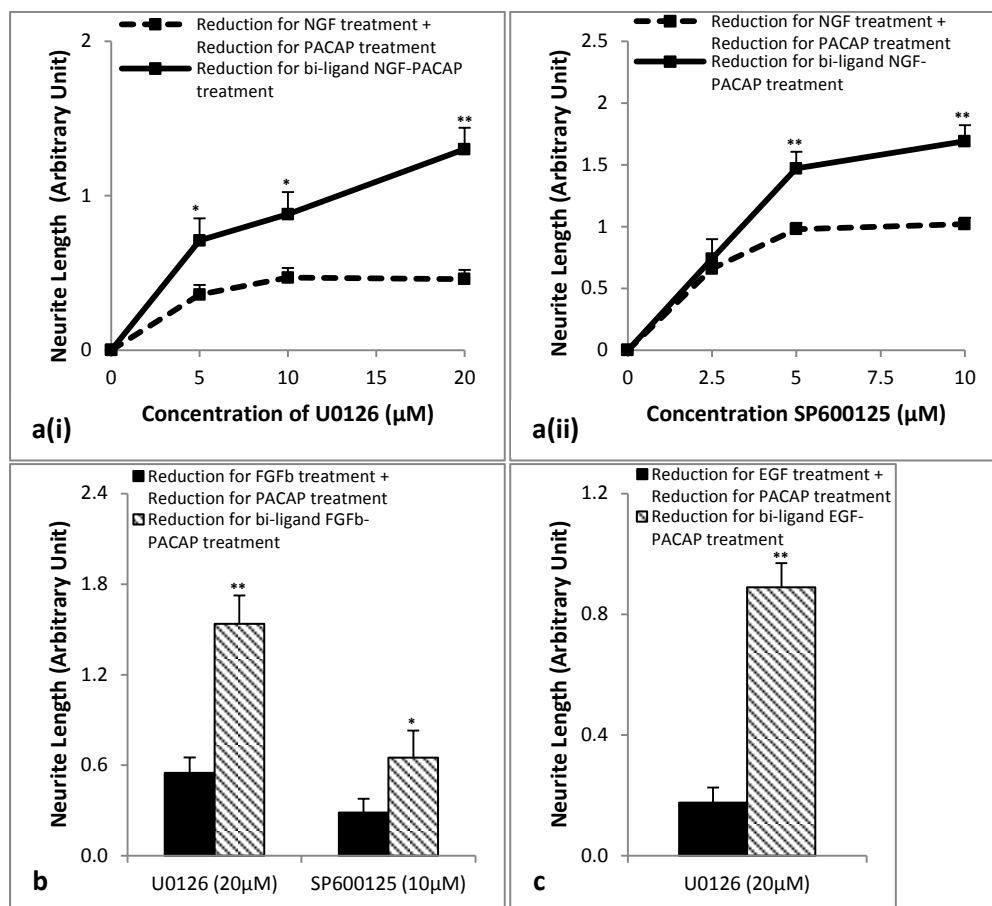 Reduction for NGF treatment +
Reduction for PACAP treatment
Reduction for bi-ligand NGF-PACAP
treatment
Neurite Length (Arbitrary Unit)
2
1
0
*
*
**
0
5
10
15
20
Concentration of U0126 (µM)
a(i)
Reduction for NGF treatment +
Reduction for PACAP treatment
Reduction for bi-ligand NGF-
PACAP treatment
Neurite Length (Arbitrary Unit)
2.5
2
1.5
1
0.5
0
**
**
0
2.5
5
7.5
10
Concentration SP600125 (µM)
a(ii)
Reduction for FGFb treatment +
Reduction for PACAP treatment
Reduction for bi-ligand FGFb-
PACAP treatment
Neurite Length (Arbitrary Unit)
2.4
1.8
1.2
0.6
0.0
**
*
U0126 (20µM)
SP600125 (10µM)
b
Reduction for EGF treatment +
Reduction for PACAP treatment
Reduction for bi-ligand EGF-
PACAP treatment
Neurite Length (Arbitrary Unit)
1.2
0.8
0.4
0.0
**
U0126 (20µM)
c